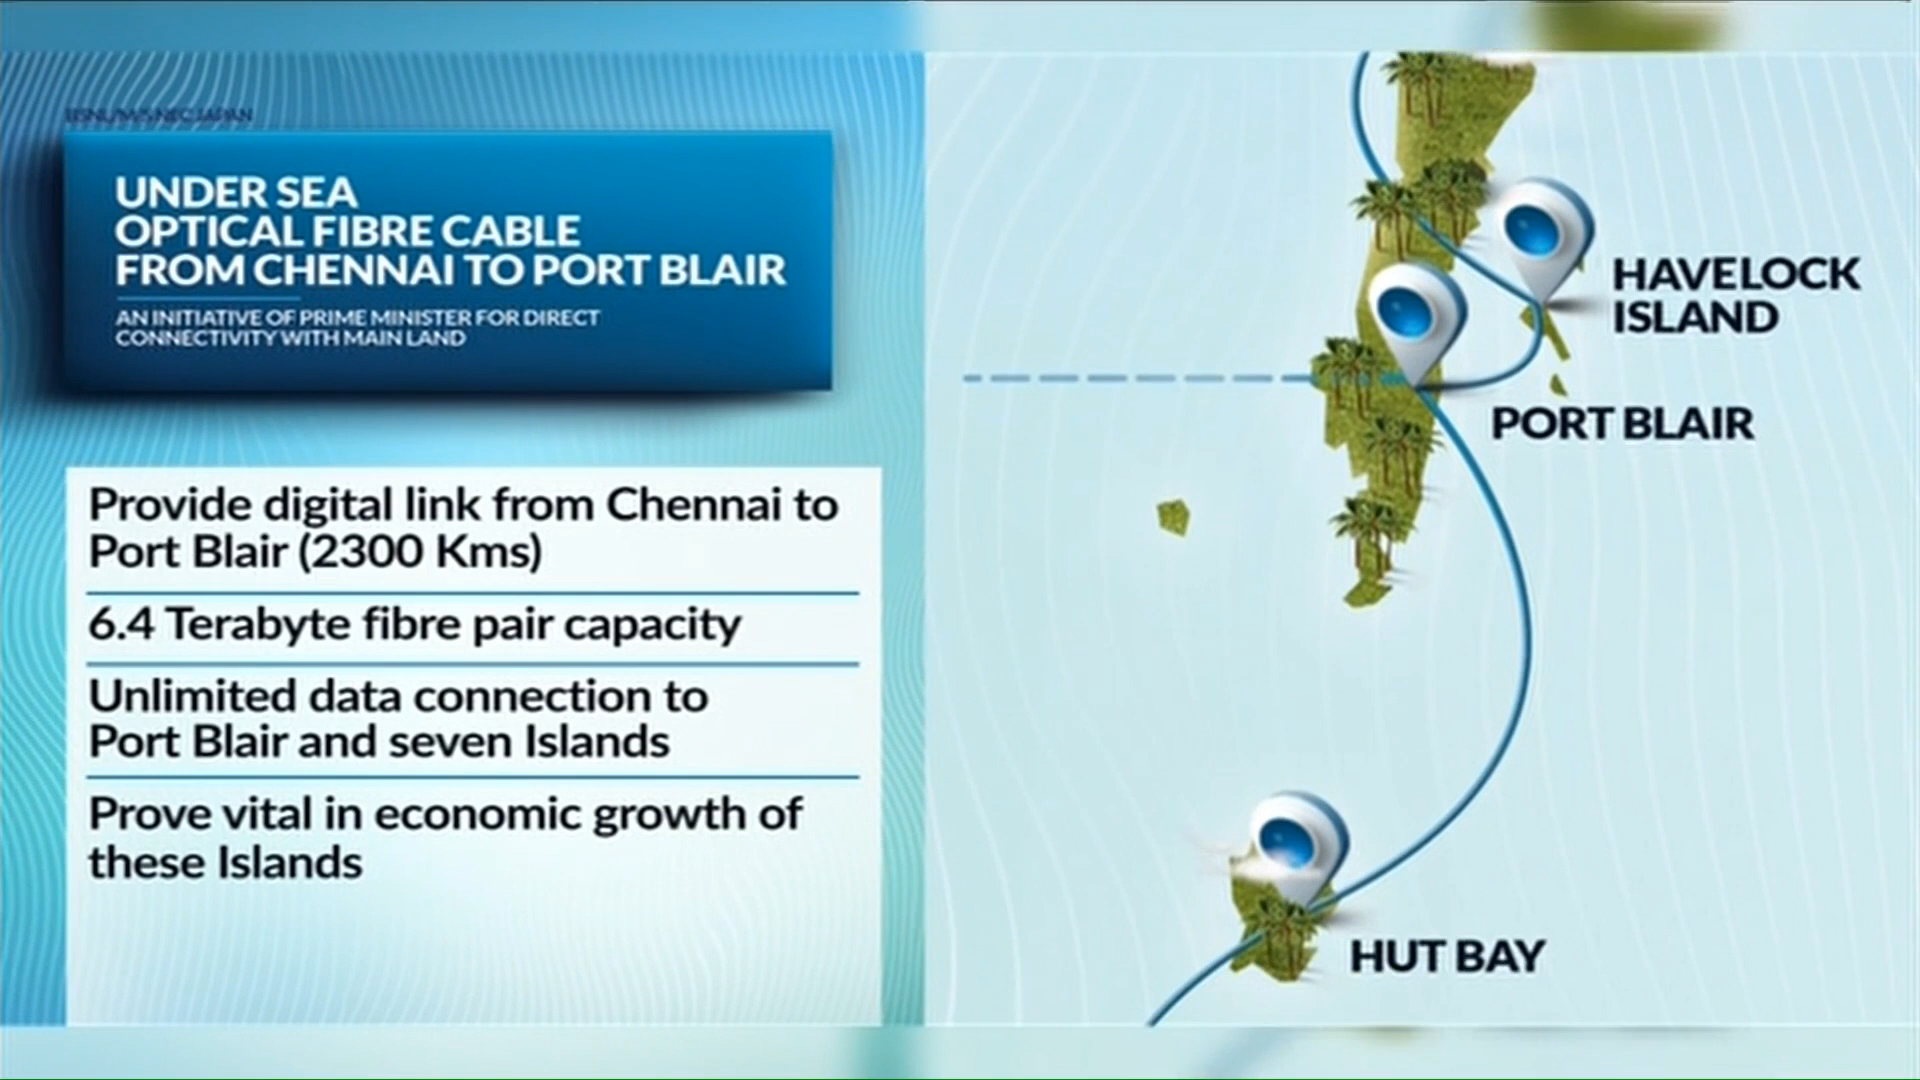 BSNL/M/S NEC JAPAN
UNDER SEA
OPTICAL FIBRE CABLE
FROM CHENNAI TO PORT BLAIR
AN INITIATIVE OF PRIME MINISTER FOR DIRECT
CONNECTIVITY WITH MAIN LAND
Provide digital link from Chennai to
Port Blair (2300 Kms)
6.4 Terabyte fibre pair capacity
Unlimited data connection to
Port Blair and seven Islands
Prove vital in economic growth of
these Islands
HAVELOCK
ISLAND
PORT BLAIR
HUT BAY